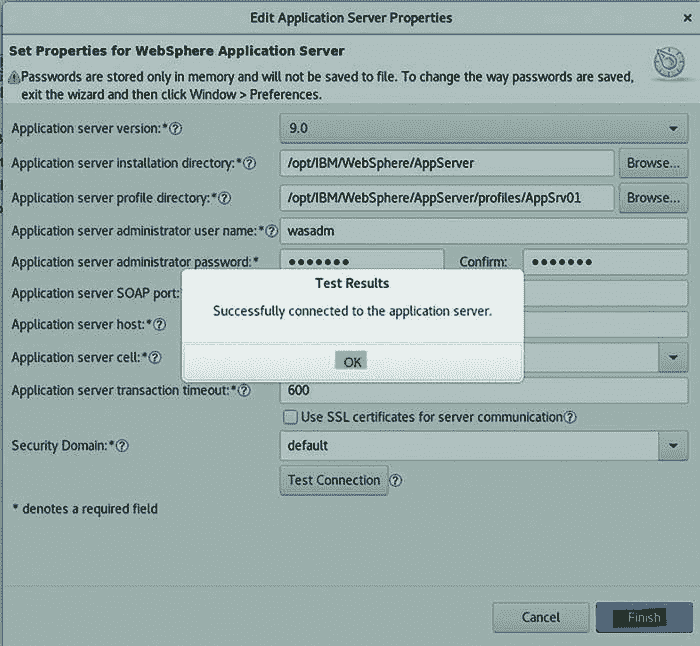 Edit Application Server Properties ×
Set Properties for WebSphere Application Server
Passwords are stored only in memory and will not be saved to file. To change the way passwords are saved,
exit the wizard and then click Window > Preferences.
Application server version:* 9.0
Application server installation directory:* /opt/IBM/WebSphere/AppServer Browse...
Application server profile directory:* /opt/IBM/WebSphere/AppServer/profiles/AppSrv01 Browse...
Application server administrator user name:* wasadm
Application server administrator password:* ••••••• Confirm: •••••••
Test Results
Application server SOAP port:
Successfully connected to the application server.
Application server host:*
Application server cell:*
OK
Application server transaction timeout:* 600
Use SSL certificates for server communication
Security Domain:* default
Test Connection
* denotes a required field
Cancel Finish